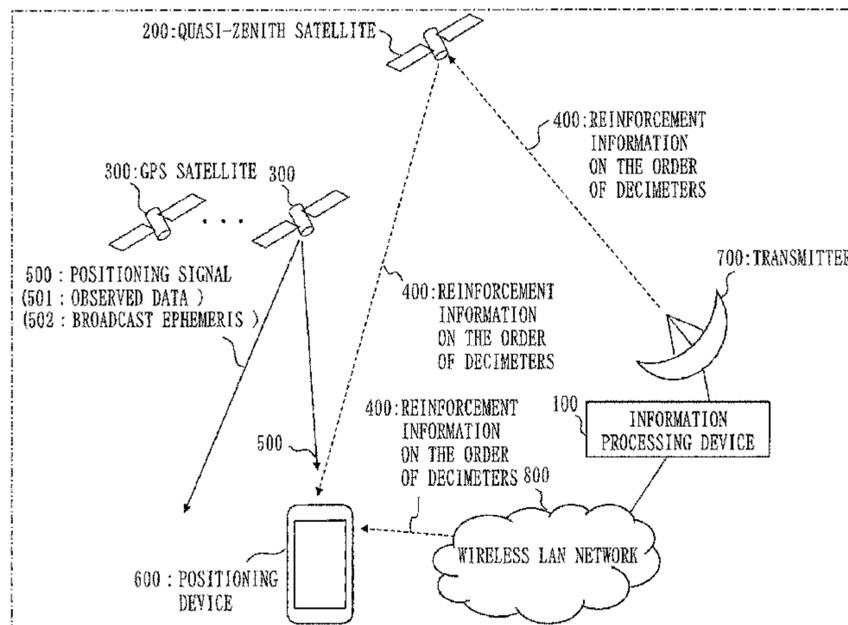 200:QUASI-ZENITH SATELLITE
400:REINFORCEMENT
INFORMATION
ON THE ORDER
OF DECIMETERS
300:GPS SATELLITE
300
500:POSITIONING SIGNAL
(501:OBSERVED DATA )
(502:BROADCAST EPHEMERIS )
400:REINFORCEMENT
INFORMATION
ON THE ORDER
OF DECIMETERS
700:TRANSMITTER
100
INFORMATION
PROCESSING DEVICE
400:REINFORCEMENT
INFORMATION
ON THE ORDER
OF DECIMETERS
500
800
WIRELESS LAN NETWORK
600:POSITIONING
DEVICE